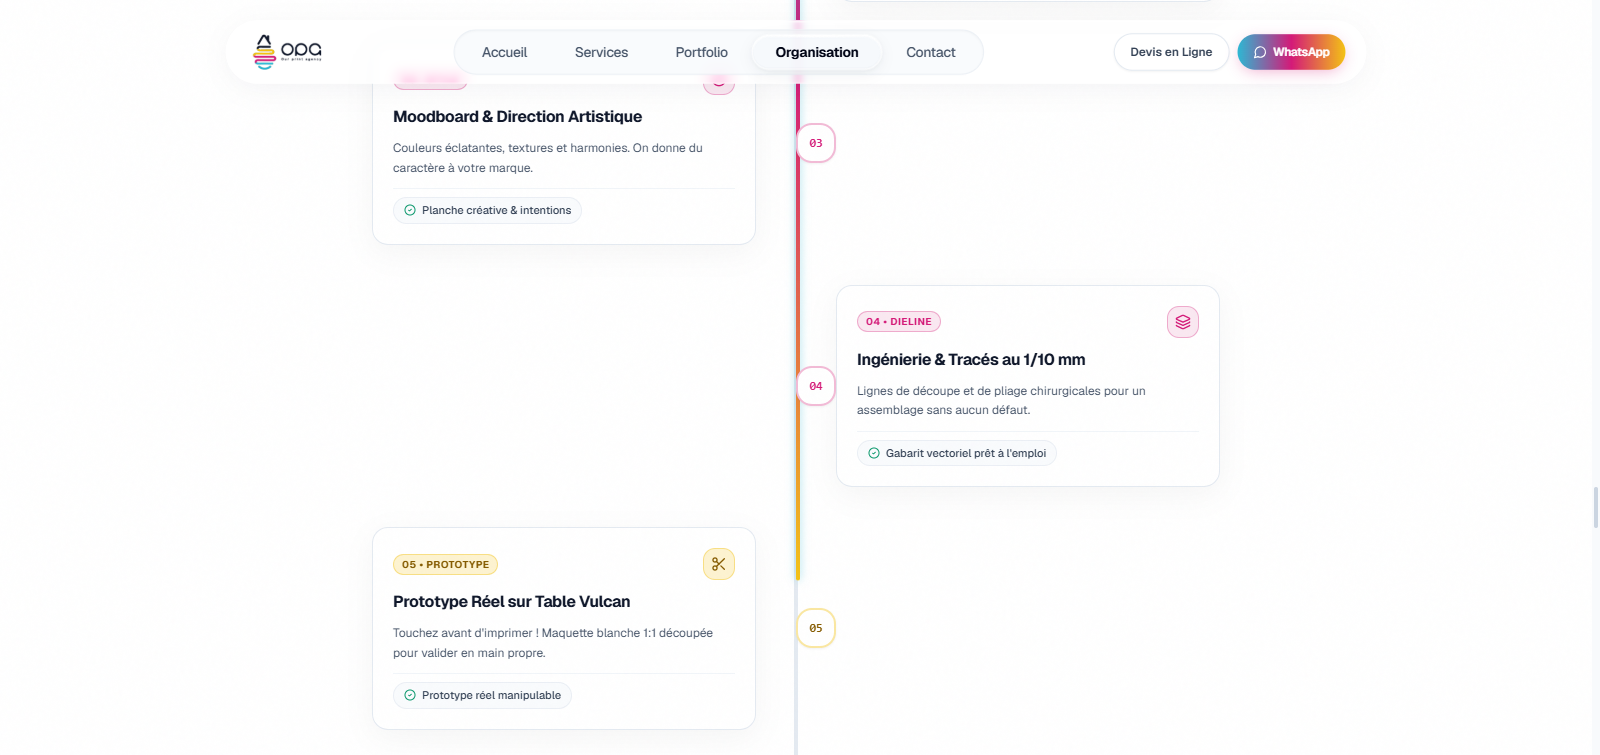 opa
Our print agency
Accueil
Services
Portfolio
Organisation
Contact
Devis en Ligne
WhatsApp
Moodboard & Direction Artistique
Couleurs éclatantes, textures et harmonies. On donne du
caractère à votre marque.
Planche créative & intentions
03
04 • DIELINE
Ingénierie & Tracés au 1/10 mm
Lignes de découpe et de pliage chirurgicales pour un
assemblage sans aucun défaut.
Gabarit vectoriel prêt à l'emploi
04
05 • PROTOTYPE
Prototype Réel sur Table Vulcan
Touchez avant d'imprimer ! Maquette blanche 1:1 découpée
pour valider en main propre.
Prototype réel manipulable
05